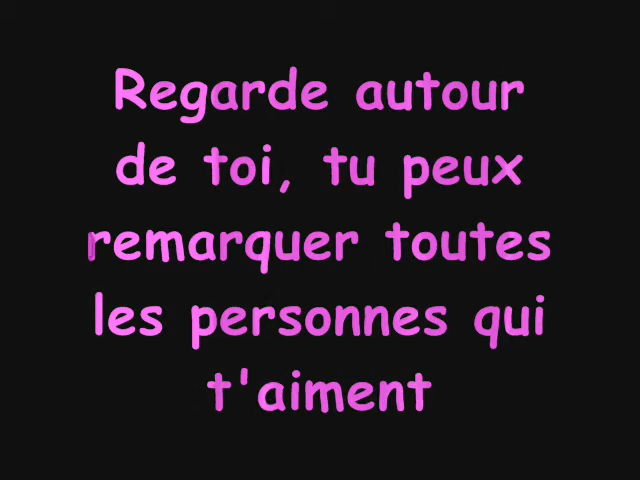 Regarde autour
de toi, tu peux
remarquer toutes
les personnes qui
t'aiment